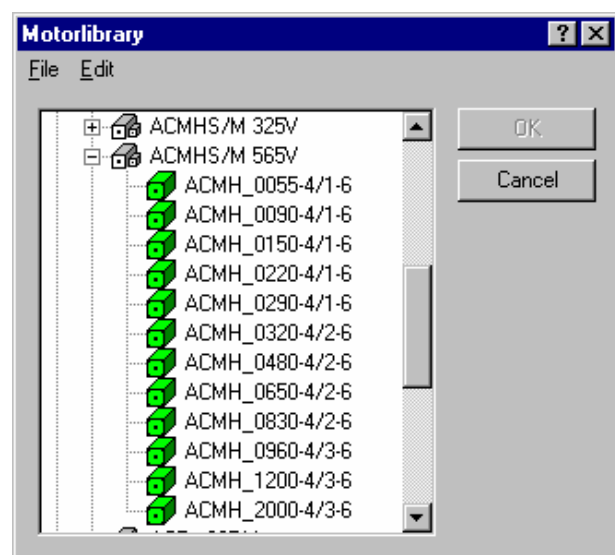 Motorlibrary
File Edit
ACMHS/M 325V
ACMHS/M 565V
ACMH_0055-4/1-6
ACMH_0090-4/1-6
ACMH_0150-4/1-6
ACMH_0220-4/1-6
ACMH_0290-4/1-6
ACMH_0320-4/2-6
ACMH_0480-4/2-6
ACMH_0650-4/2-6
ACMH_0830-4/2-6
ACMH_0960-4/3-6
ACMH_1200-4/3-6
ACMH_2000-4/3-6
OK
Cancel